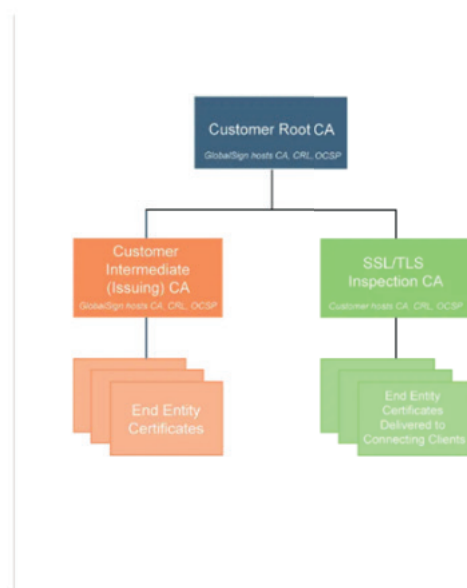 Customer Root CA
GlobalSign hosts CA, CRL, OCSP
Customer
Intermediate
(Issuing) CA
GlobalSign hosts CA, CRL, OCSP
SSL/TLS
Inspection CA
Customer hosts CA, CRL, OCSP
End Entity
Certificates
End Entity
Certificates
Delivered to
Connecting Clients